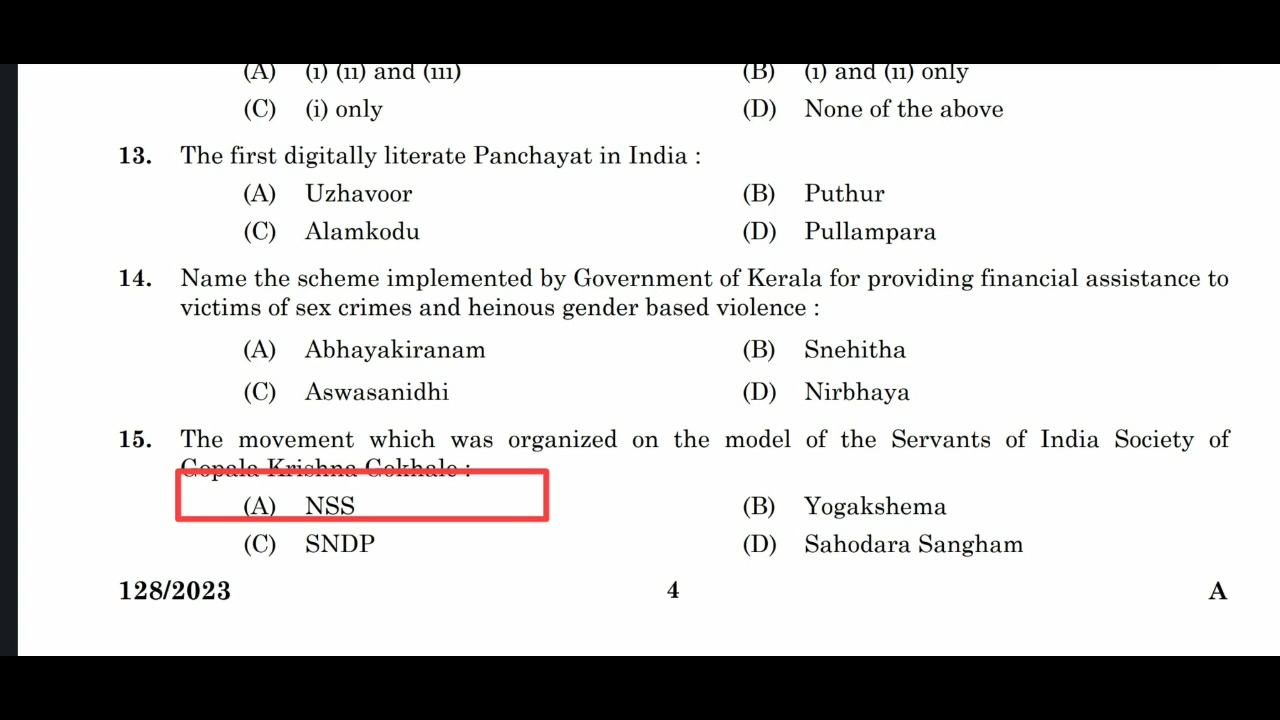 (A) (i) (ii) and (iii) (B) (i) and (ii) only
(C) (i) only (D) None of the above
13. The first digitally literate Panchayat in India :
(A) Uzhavoor (B) Puthur
(C) Alamkodu (D) Pullampara
14. Name the scheme implemented by Government of Kerala for providing financial assistance to
victims of sex crimes and heinous gender based violence :
(A) Abhayakiranam (B) Snehitha
(C) Aswasanidhi (D) Nirbhaya
15. The movement which was organized on the model of the Servants of India Society of
Gopala Krishna Gokhale :
(A) NSS (B) Yogakshema
(C) SNDP (D) Sahodara Sangham
128/2023 4 A